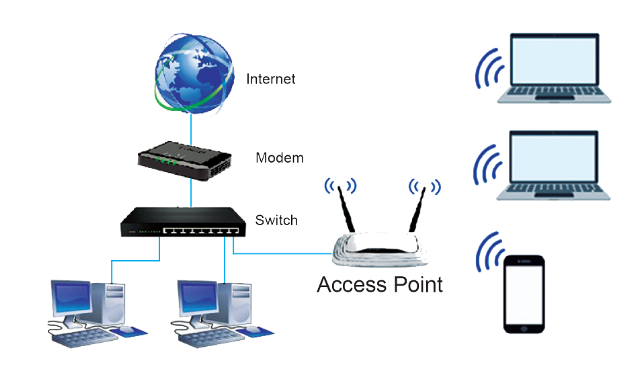 Internet
Modem
Switch
Access Point